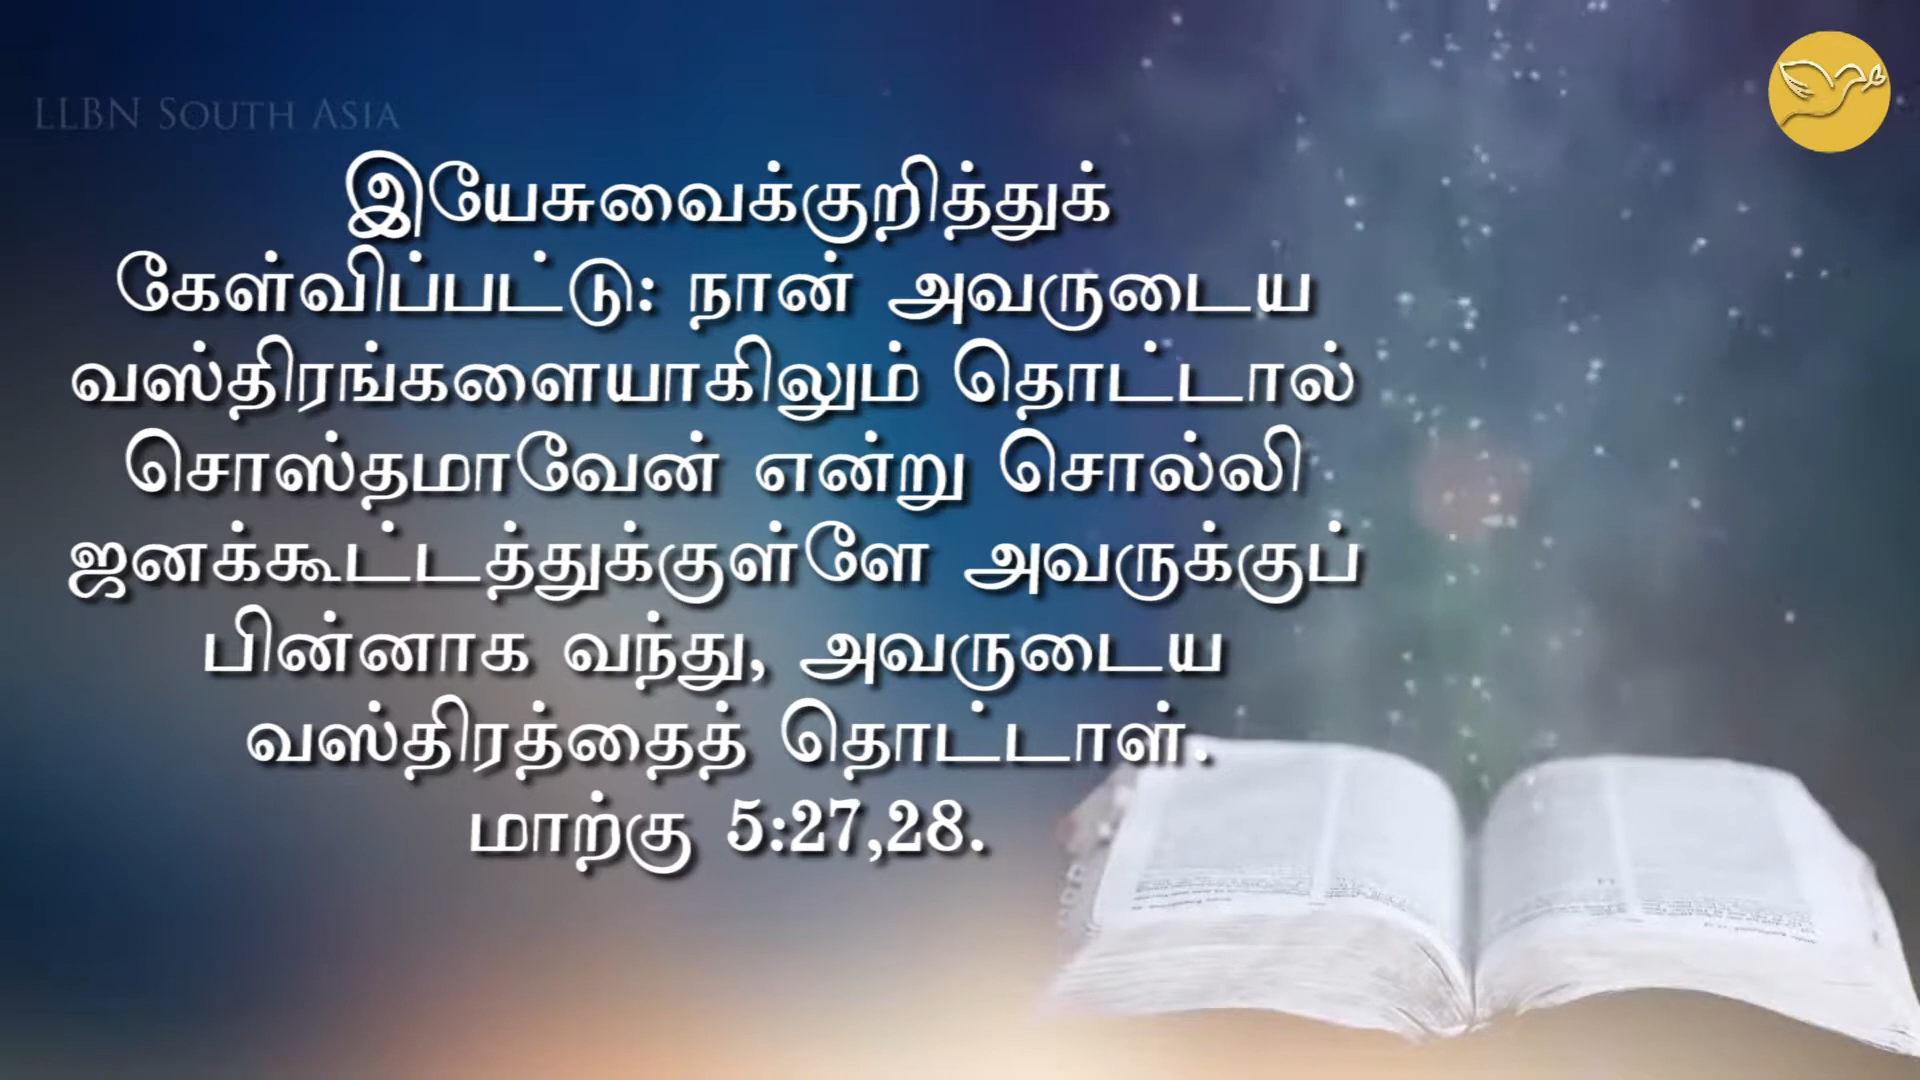 LLBN SOUTH ASIA
இயேசுவைக்குறித்துக்
கேள்விப்பட்டு: நான் அவருடைய
வஸ்திரங்களையாகிலும் தொட்டால்
சொஸ்தமாவேன் என்று சொல்லி
ஜனக்கூட்டத்துக்குள்ளே அவருக்குப்
பின்னாக வந்து, அவருடைய
வஸ்திரத்தைத் தொட்டாள்.
மாற்கு 5:27,28.